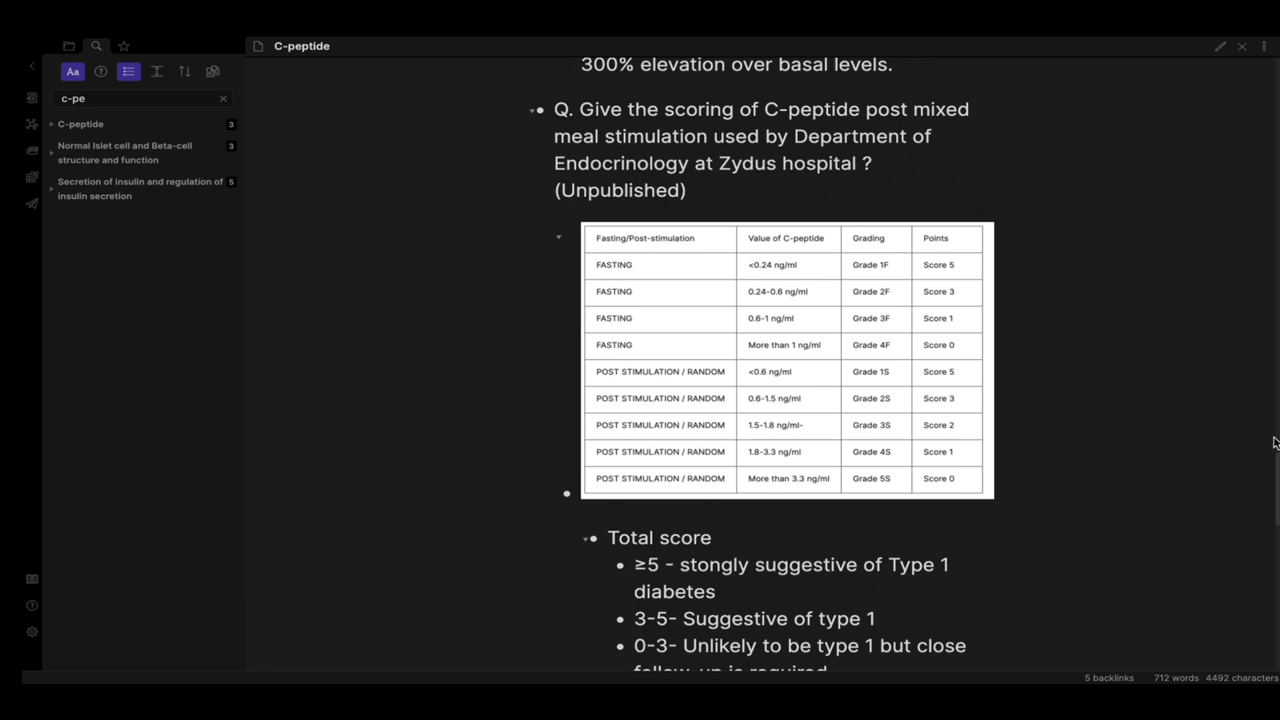 C-peptide
c-pe
C-peptide 3
Normal Islet cell and Beta-cell 3
structure and function
Secretion of insulin and regulation of 5
insulin secretion
300% elevation over basal levels.
Q. Give the scoring of C-peptide post mixed
meal stimulation used by Department of
Endocrinology at Zydus hospital ?
(Unpublished)
Fasting/Post-stimulation Value of C-peptide Grading Points
FASTING <0.24 ng/ml Grade 1F Score 5
FASTING 0.24-0.6 ng/ml Grade 2F Score 3
FASTING 0.6-1 ng/ml Grade 3F Score 1
FASTING More than 1 ng/ml Grade 4F Score 0
POST STIMULATION / RANDOM <0.6 ng/ml Grade 1S Score 5
POST STIMULATION / RANDOM 0.6-1.5 ng/ml Grade 2S Score 3
POST STIMULATION / RANDOM 1.5-1.8 ng/ml- Grade 3S Score 2
POST STIMULATION / RANDOM 1.8-3.3 ng/ml Grade 4S Score 1
POST STIMULATION / RANDOM More than 3.3 ng/ml Grade 5S Score 0
Total score
≥5 - stongly suggestive of Type 1
diabetes
3-5- Suggestive of type 1
0-3- Unlikely to be type 1 but close
follow-up is required
5 backlinks 712 words 4492 characters
Aa